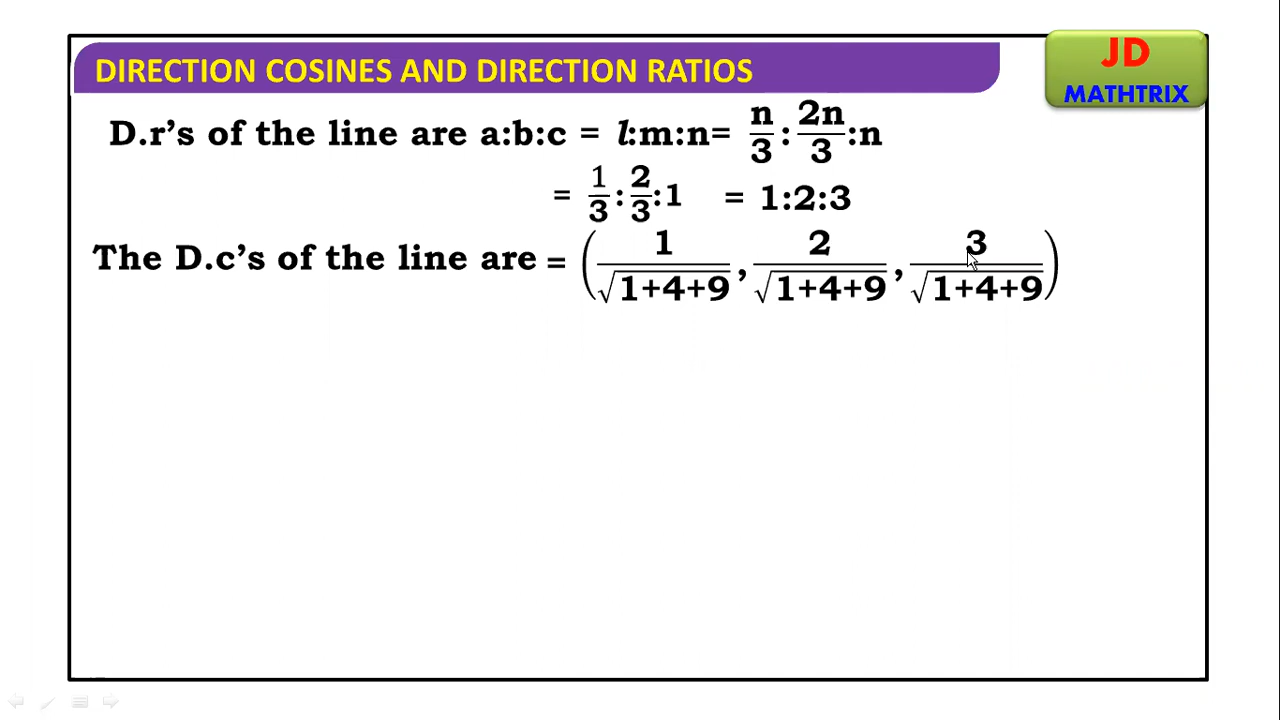 DIRECTION COSINES AND DIRECTION RATIOS
JD
MATHTRIX
D.r’s of the line are a:b:c = l:m:n= n/3 : 2n/3 :n
= 1/3 : 2/3 :1 = 1:2:3
The D.c’s of the line are = (1/√1+4+9, 2/√1+4+9, 3/√1+4+9)